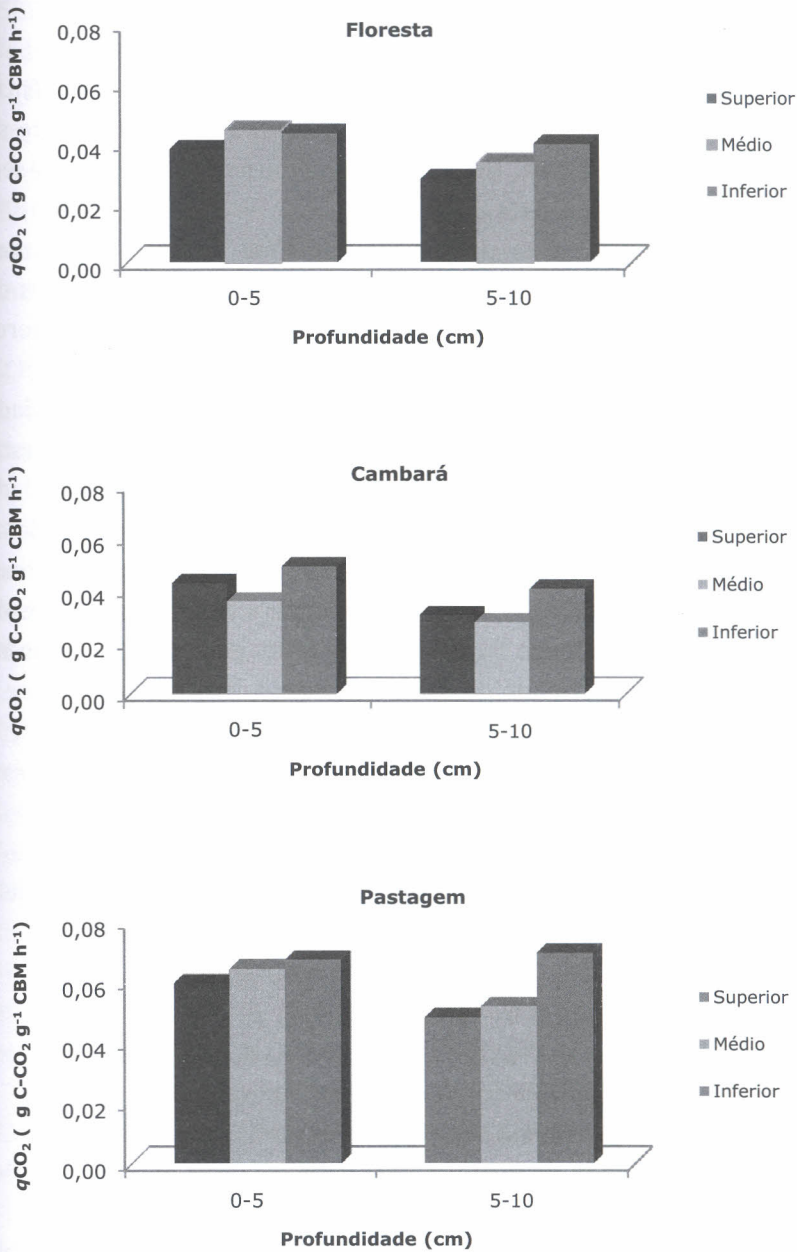 Floresta
qCO₂ ( g C-CO₂ g⁻¹ CBM h⁻¹)
0,08
0,06
0,04
0,02
0,00
0-5
5-10
Profundidade (cm)
Superior
Médio
Inferior
Cambará
qCO₂ ( g C-CO₂ g⁻¹ CBM h⁻¹)
0,08
0,06
0,04
0,02
0,00
0-5
5-10
Profundidade (cm)
Superior
Médio
Inferior
Pastagem
qCO₂ ( g C-CO₂ g⁻¹ CBM h⁻¹)
0,08
0,06
0,04
0,02
0,00
0-5
5-10
Profundidade (cm)
Superior
Médio
Inferior